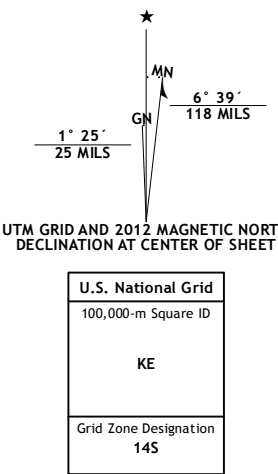 ★
MN
GN
6° 39´
118 MILS
1° 25´
25 MILS
UTM GRID AND 2012 MAGNETIC NORT
DECLINATION AT CENTER OF SHEET
U.S. National Grid
100,000-m Square ID
KE
Grid Zone Designation
14S